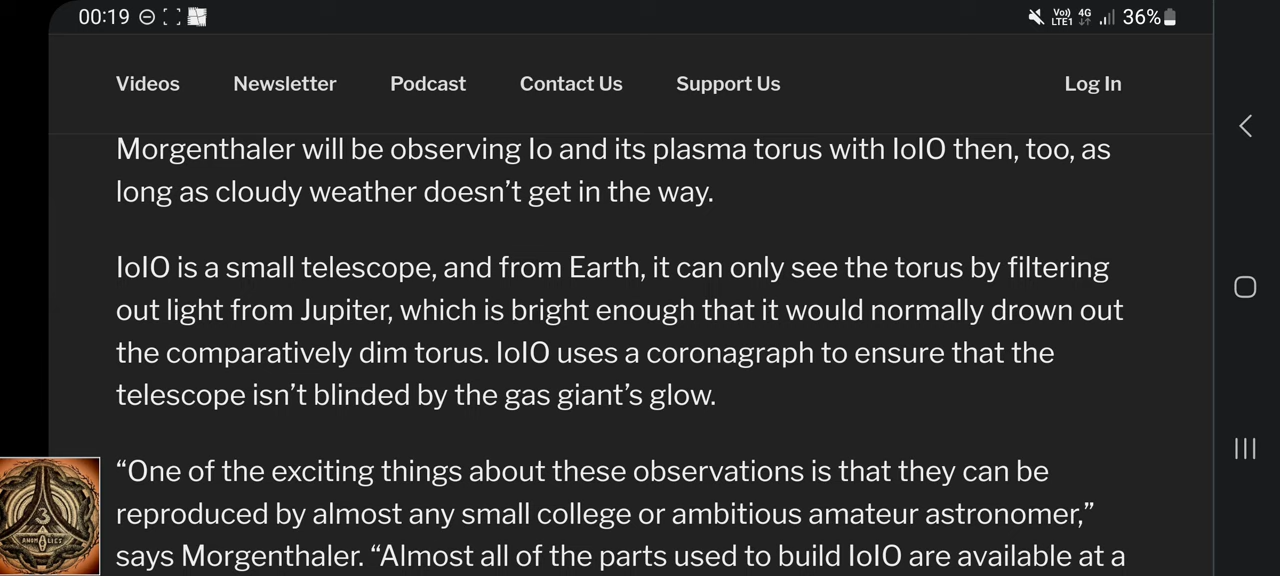 00:19
Vo)) 4G
LTE1
36%
Videos Newsletter Podcast Contact Us Support Us Log In
Morgenthaler will be observing Io and its plasma torus with IoIO then, too, as
long as cloudy weather doesn’t get in the way.
IoIO is a small telescope, and from Earth, it can only see the torus by filtering
out light from Jupiter, which is bright enough that it would normally drown out
the comparatively dim torus. IoIO uses a coronagraph to ensure that the
telescope isn’t blinded by the gas giant’s glow.
“One of the exciting things about these observations is that they can be
reproduced by almost any small college or ambitious amateur astronomer,”
says Morgenthaler. “Almost all of the parts used to build IoIO are available at a
3
ANOMALIES